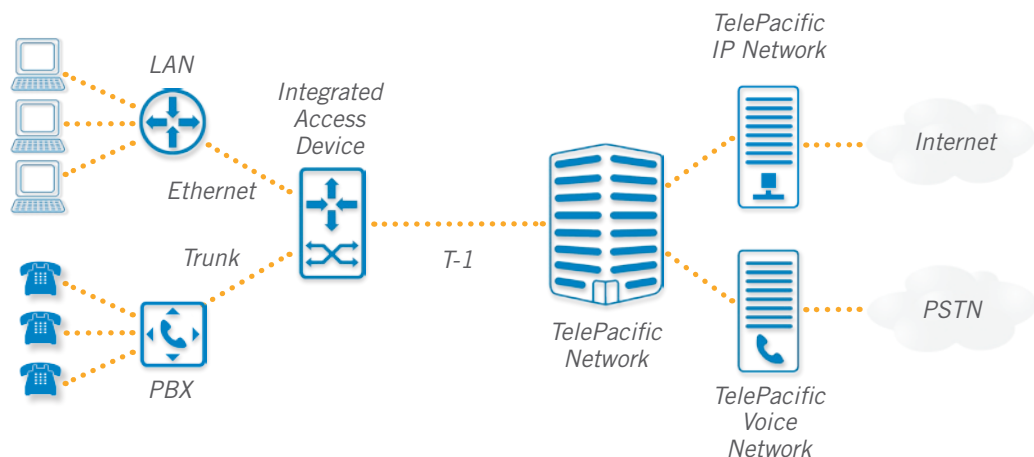 LAN
Ethernet
Trunk
PBX
Integrated
Access
Device
T-1
TelePacific
Network
TelePacific
IP Network
Internet
PSTN
TelePacific
Voice
Network